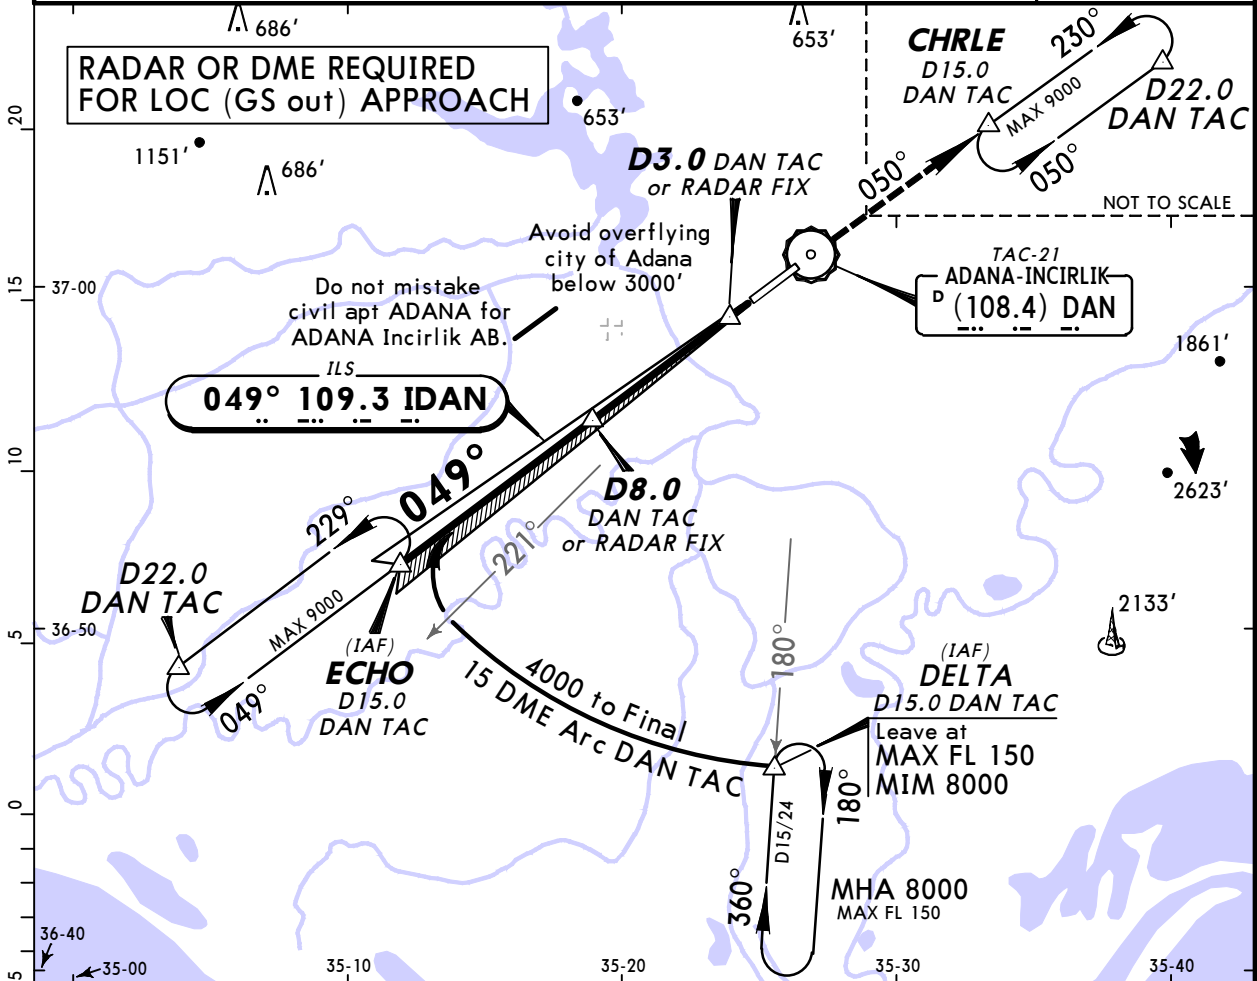 686'
653'
RADAR OR DME REQUIRED
FOR LOC (GS out) APPROACH
CHRLE
D15.0
DAN TAC
230°
MAX 9000
D22.0
DAN TAC
050°
050°
NOT TO SCALE
20
1151'
686'
653'
D3.0 DAN TAC
or RADAR FIX
Avoid overflying
city of Adana
below 3000'
TAC-21
ADANA-INCIRLIK
D (108.4) DAN
15
37-00
Do not mistake
civil apt ADANA for
ADANA Incirlik AB.
1861'
ILS
049° 109.3 IDAN
10
049°
2623'
D8.0
DAN TAC
or RADAR FIX
229°
221°
D22.0
DAN TAC
MAX 9000
049°
5
36-50
(IAF)
ECHO
D15.0
DAN TAC
2133'
180°
4000 to Final
15 DME Arc DAN TAC
(IAF)
DELTA
D15.0 DAN TAC
Leave at
MAX FL 150
MIM 8000
180°
D15/24
360°
MHA 8000
MAX FL 150
0
36-40
5
35-00
35-10
35-20
35-30
35-40